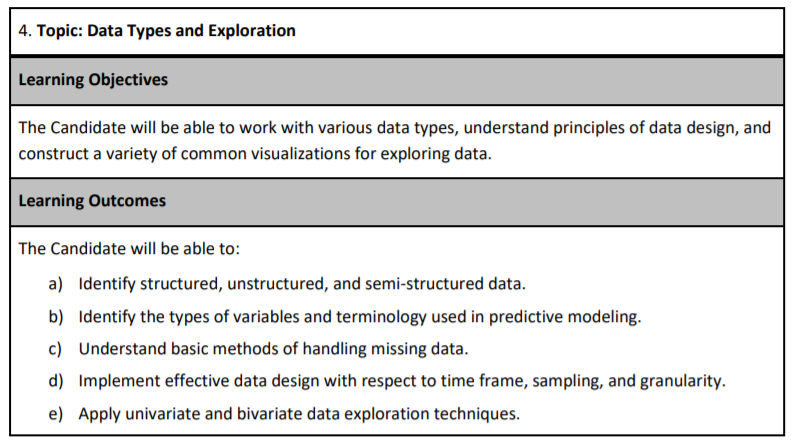 4. Topic: Data Types and Exploration
Learning Objectives
The Candidate will be able to work with various data types, understand principles of data design, and
construct a variety of common visualizations for exploring data.
Learning Outcomes
The Candidate will be able to:
a) Identify structured, unstructured, and semi-structured data.
b) Identify the types of variables and terminology used in predictive modeling.
c) Understand basic methods of handling missing data.
d) Implement effective data design with respect to time frame, sampling, and granularity.
e) Apply univariate and bivariate data exploration techniques.